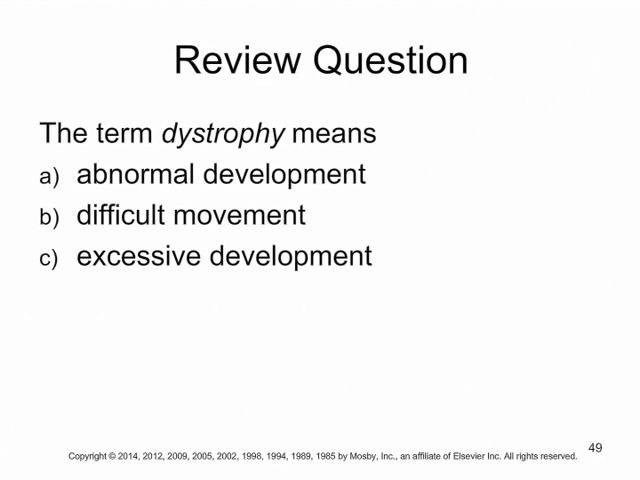 Review Question
The term dystrophy means
a) abnormal development
b) difficult movement
c) excessive development
49
Copyright © 2014, 2012, 2009, 2005, 2002, 1998, 1994, 1989, 1985 by Mosby, Inc., an affiliate of Elsevier Inc. All rights reserved.